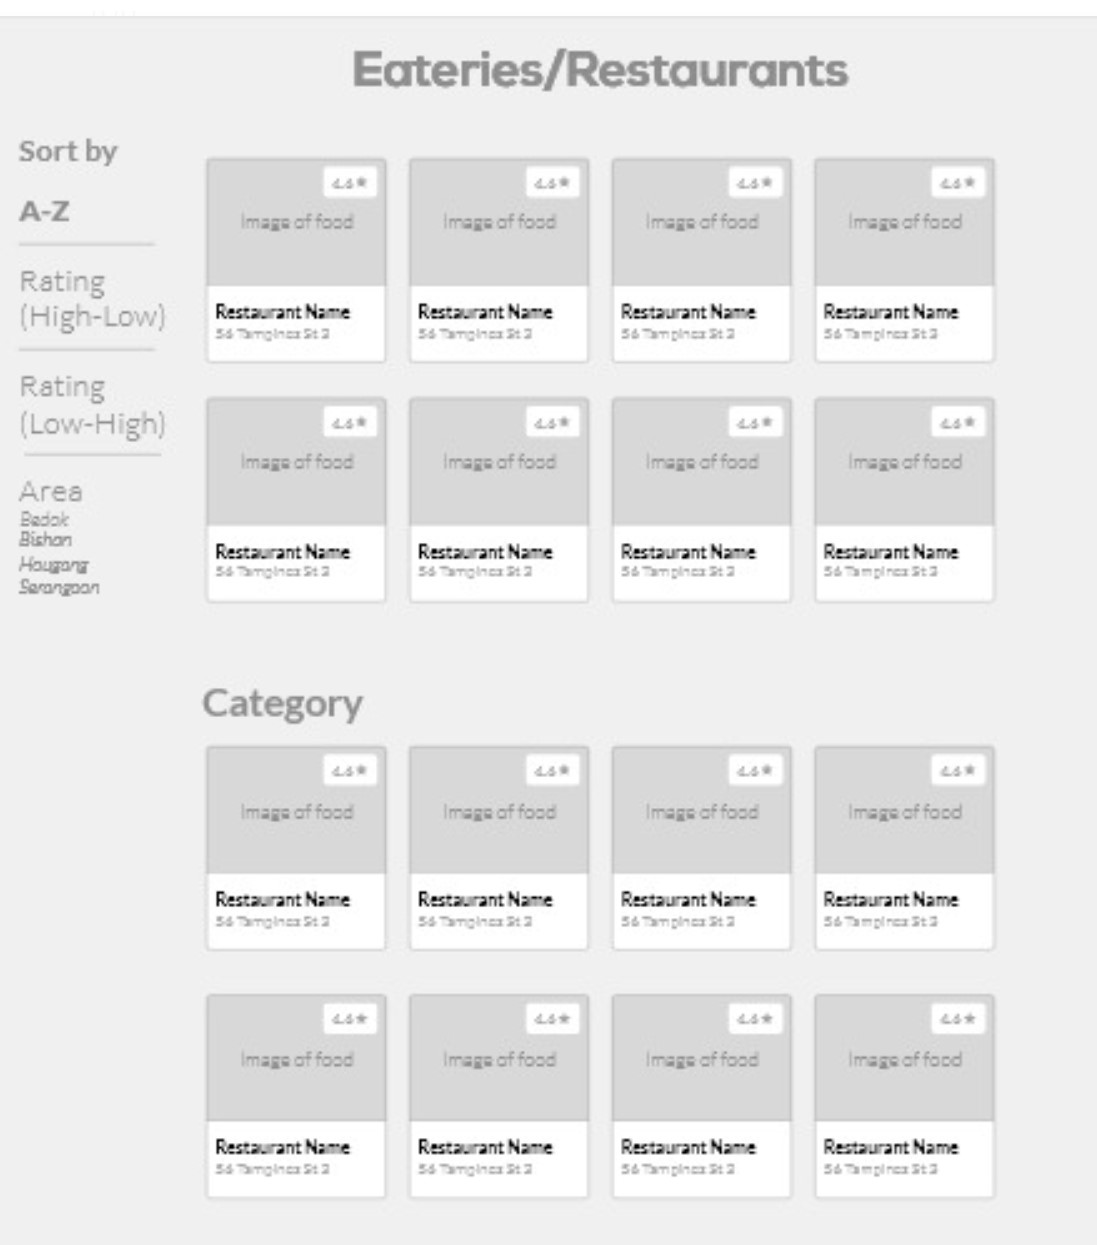 Eateries/Restaurants
Sort by
A-Z
Rating
(High-Low)
Rating
(Low-High)
Area
Bedok
Bishan
Hougang
Serangoon
4.6★ 4.6★ 4.6★ 4.6★
Image of food Image of food Image of food Image of food
Restaurant Name Restaurant Name Restaurant Name Restaurant Name
56 Tampines St 3 56 Tampines St 3 56 Tampines St 3 56 Tampines St 3
4.6★ 4.6★ 4.6★ 4.6★
Image of food Image of food Image of food Image of food
Restaurant Name Restaurant Name Restaurant Name Restaurant Name
56 Tampines St 3 56 Tampines St 3 56 Tampines St 3 56 Tampines St 3
Category
4.6★ 4.6★ 4.6★ 4.6★
Image of food Image of food Image of food Image of food
Restaurant Name Restaurant Name Restaurant Name Restaurant Name
56 Tampines St 3 56 Tampines St 3 56 Tampines St 3 56 Tampines St 3
4.6★ 4.6★ 4.6★ 4.6★
Image of food Image of food Image of food Image of food
Restaurant Name Restaurant Name Restaurant Name Restaurant Name
56 Tampines St 3 56 Tampines St 3 56 Tampines St 3 56 Tampines St 3